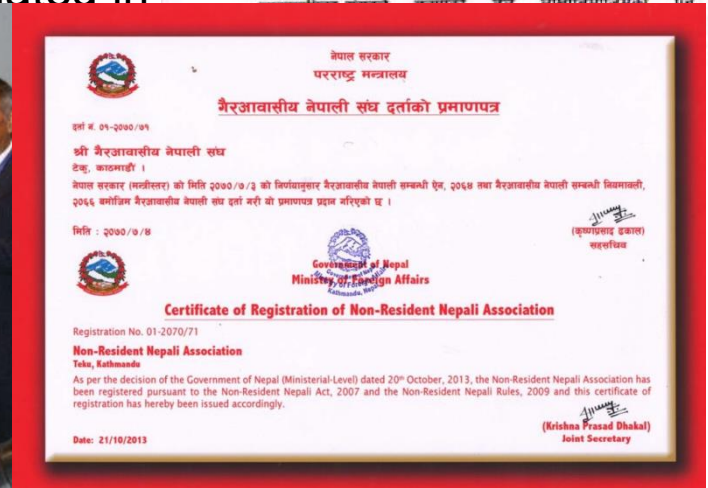 नेपाल सरकार
परराष्ट्र मन्त्रालय
गैरआवासीय नेपाली संघ दर्ताको प्रमाणपत्र
दर्ता नं. ०१-२०७०/७१
श्री गैरआवासीय नेपाली संघ
टेकु, काठमाडौं ।
नेपाल सरकार (मन्त्रीस्तर) को मिति २०७०/७/३ को निर्णयानुसार गैरआवासीय नेपाली सम्बन्धी ऐन, २०६४ तथा गैरआवासीय नेपाली सम्बन्धी नियमावली,
२०६६ बमोजिम गैरआवासीय नेपाली संघ दर्ता गरी यो प्रमाणपत्र प्रदान गरिएको छ ।
(कृष्णप्रसाद ढकाल)
सहसचिव
मिति : २०७०/७/४
Government of Nepal
Ministry of Foreign Affairs
Certificate of Registration of Non-Resident Nepali Association
Registration No. 01-2070/71
Non-Resident Nepali Association
Teku, Kathmandu
As per the decision of the Government of Nepal (Ministerial-Level) dated 20th October, 2013, the Non-Resident Nepali Association has
been registered pursuant to the Non-Resident Nepali Act, 2007 and the Non-Resident Nepali Rules, 2009 and this certificate of
registration has hereby been issued accordingly.
(Krishna Prasad Dhakal)
Joint Secretary
Date: 21/10/2013